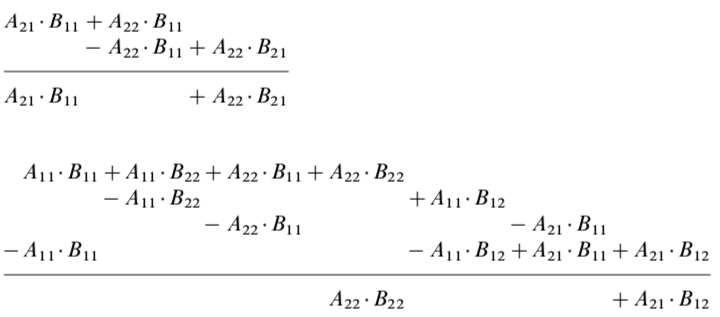 A₂₁ · B₁₁ + A₂₂ · B₁₁
− A₂₂ · B₁₁ + A₂₂ · B₂₁
A₂₁ · B₁₁ + A₂₂ · B₂₁
A₁₁ · B₁₁ + A₁₁ · B₂₂ + A₂₂ · B₁₁ + A₂₂ · B₂₂
− A₁₁ · B₂₂ + A₁₁ · B₁₂
− A₂₂ · B₁₁ − A₂₁ · B₁₁
− A₁₁ · B₁₁ − A₁₁ · B₁₂ + A₂₁ · B₁₁ + A₂₁ · B₁₂
A₂₂ · B₂₂ + A₂₁ · B₁₂